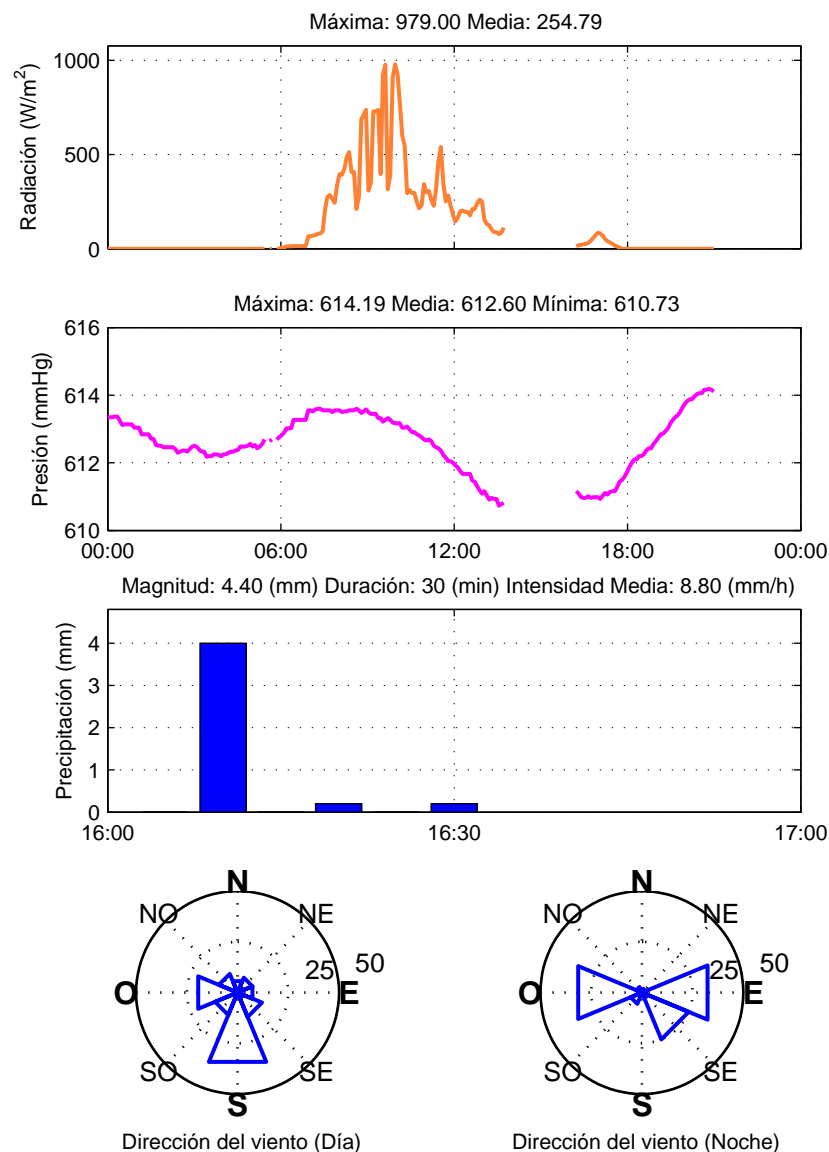 Máxima: 979.00 Media: 254.79
1000
500
0
Radiación (W/m²)
Máxima: 614.19 Media: 612.60 Mínima: 610.73
616
614
612
610
Presión (mmHg)
00:00 06:00 12:00 18:00 00:00
Magnitud: 4.40 (mm) Duración: 30 (min) Intensidad Media: 8.80 (mm/h)
4
3
2
1
0
Precipitación (mm)
16:00 16:30 17:00
N
NO NE
25 50
O E
SO SE
S
Dirección del viento (Día)
N
NO NE
25 50
O E
SO SE
S
Dirección del viento (Noche)